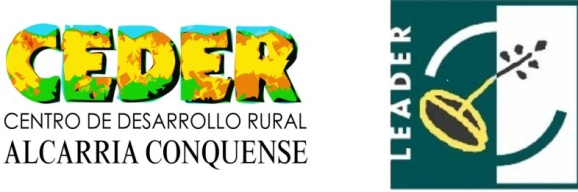 CEDER
CENTRO DE DESARROLLO RURAL
ALCARRIA CONQUENSE
LEADER